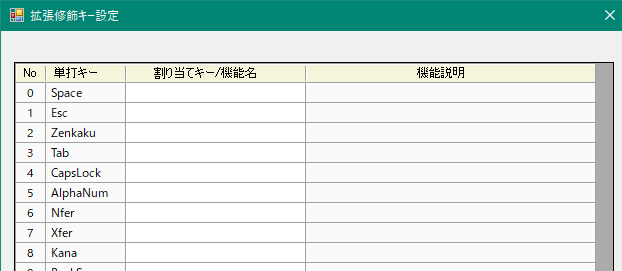 拡張修飾キー設定
No 単打キー 割り当てキー/機能名 機能説明
0 Space
1 Esc
2 Zenkaku
3 Tab
4 CapsLock
5 AlphaNum
6 Nfer
7 Xfer
8 Kana